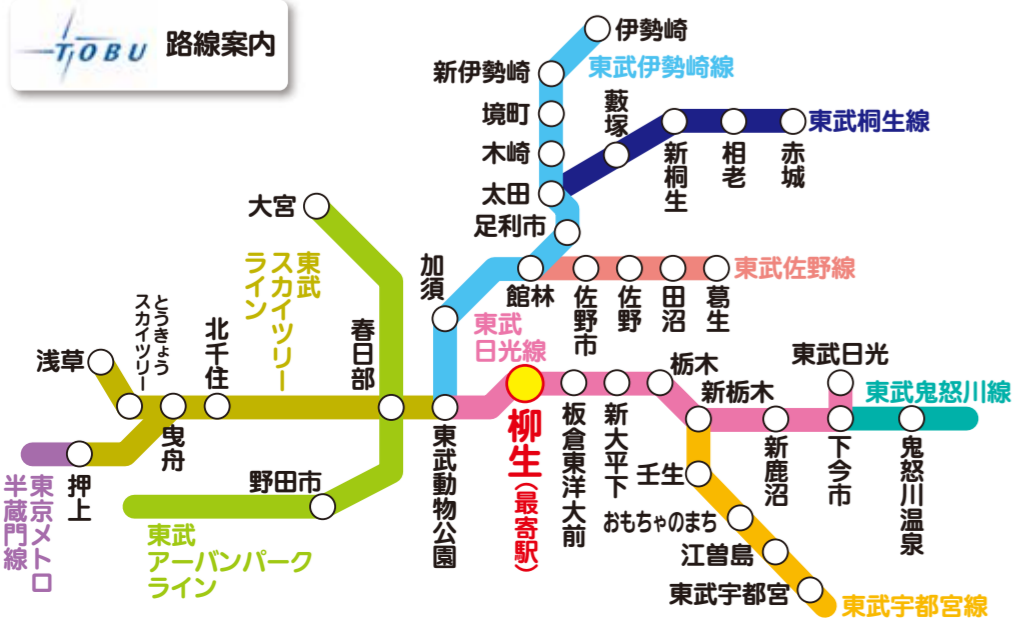 TOBU 路線案内
伊勢崎
東武伊勢崎線
新伊勢崎
境町
木崎
太田
足利市
藪塚
新桐生
相老
赤城
東武桐生線
大宮
東武
スカイツリー
ライン
加須
館林
佐野市
佐野
田沼
葛生
東武佐野線
東武
日光線
浅草
とうきょう
スカイツリー
曳舟
北千住
春日部
東武動物公園
柳生(最寄駅)
板倉東洋大前
新大平下
栃木
新栃木
新鹿沼
東武日光
下今市
東武鬼怒川線
鬼怒川温泉
東京メトロ
半蔵門線
押上
野田市
東武
アーバンパーク
ライン
壬生
おもちゃのまち
江曽島
東武宇都宮
東武宇都宮線